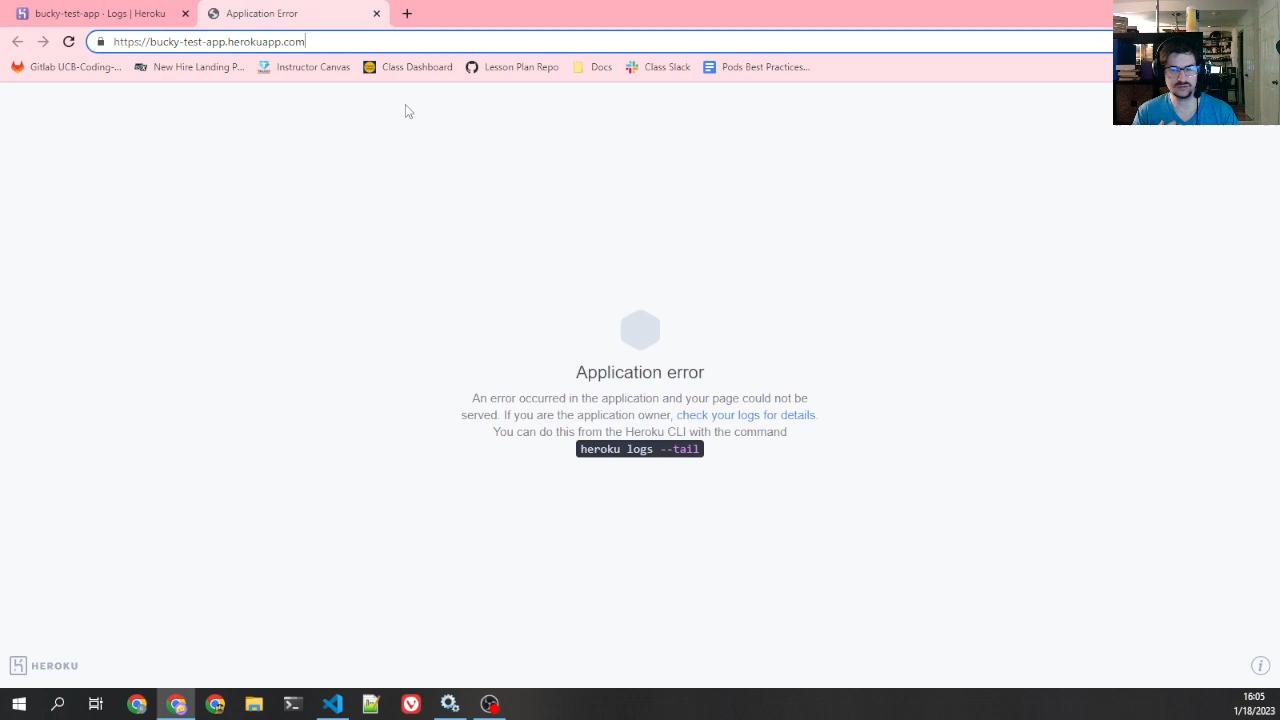 bucky-test-app · Logs | Heroku
Application Error
https://bucky-test-app.herokuapp.com
Gitlab UCB-Coding-...
New Hire Landing P...
Instructor Canvas
Class Dashboard
Lesson Plan Repo
Docs
Class Slack
Pods Best Practices...
Application error
An error occurred in the application and your page could not be
served. If you are the application owner, check your logs for details.
You can do this from the Heroku CLI with the command
heroku logs --tail
HEROKU
16:05
1/18/2023